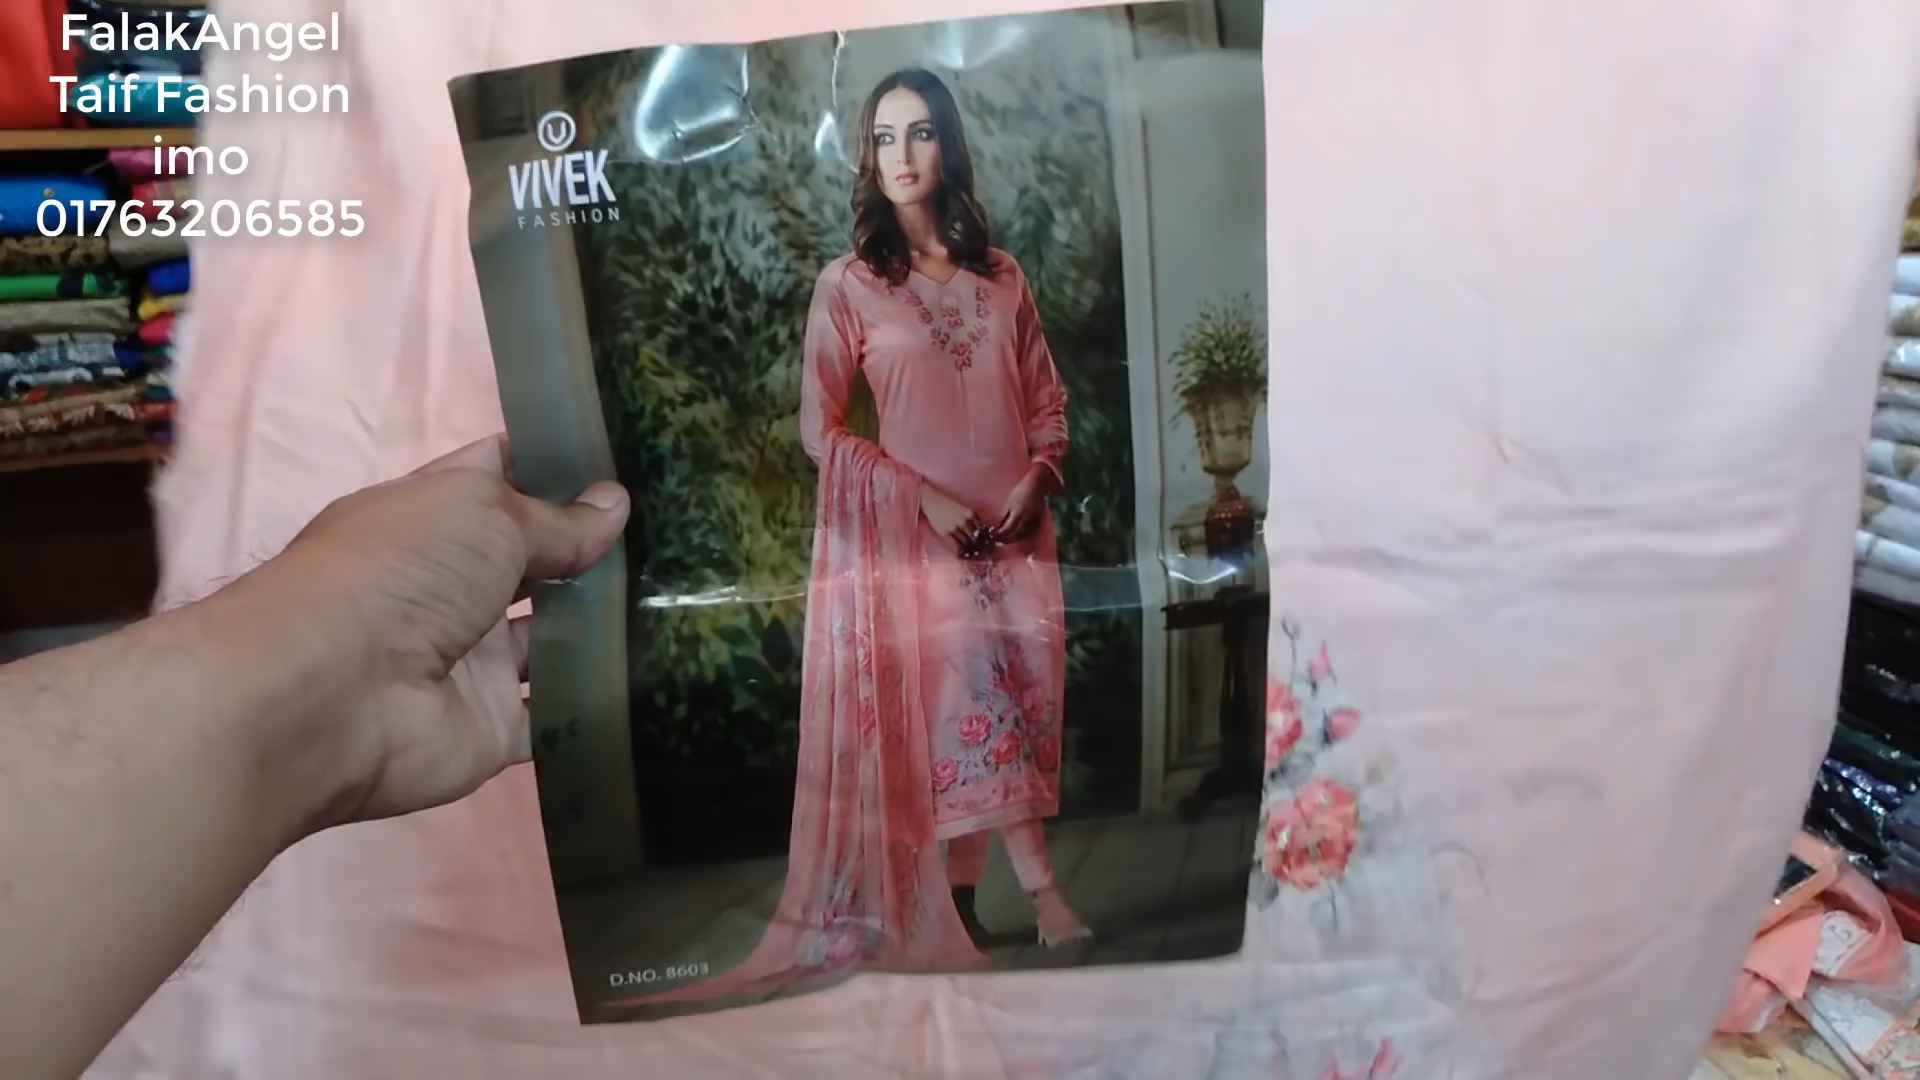 FalakAngel
Taif Fashion
imo
01763206585
VIVEK
FASHION
D.NO. 8603